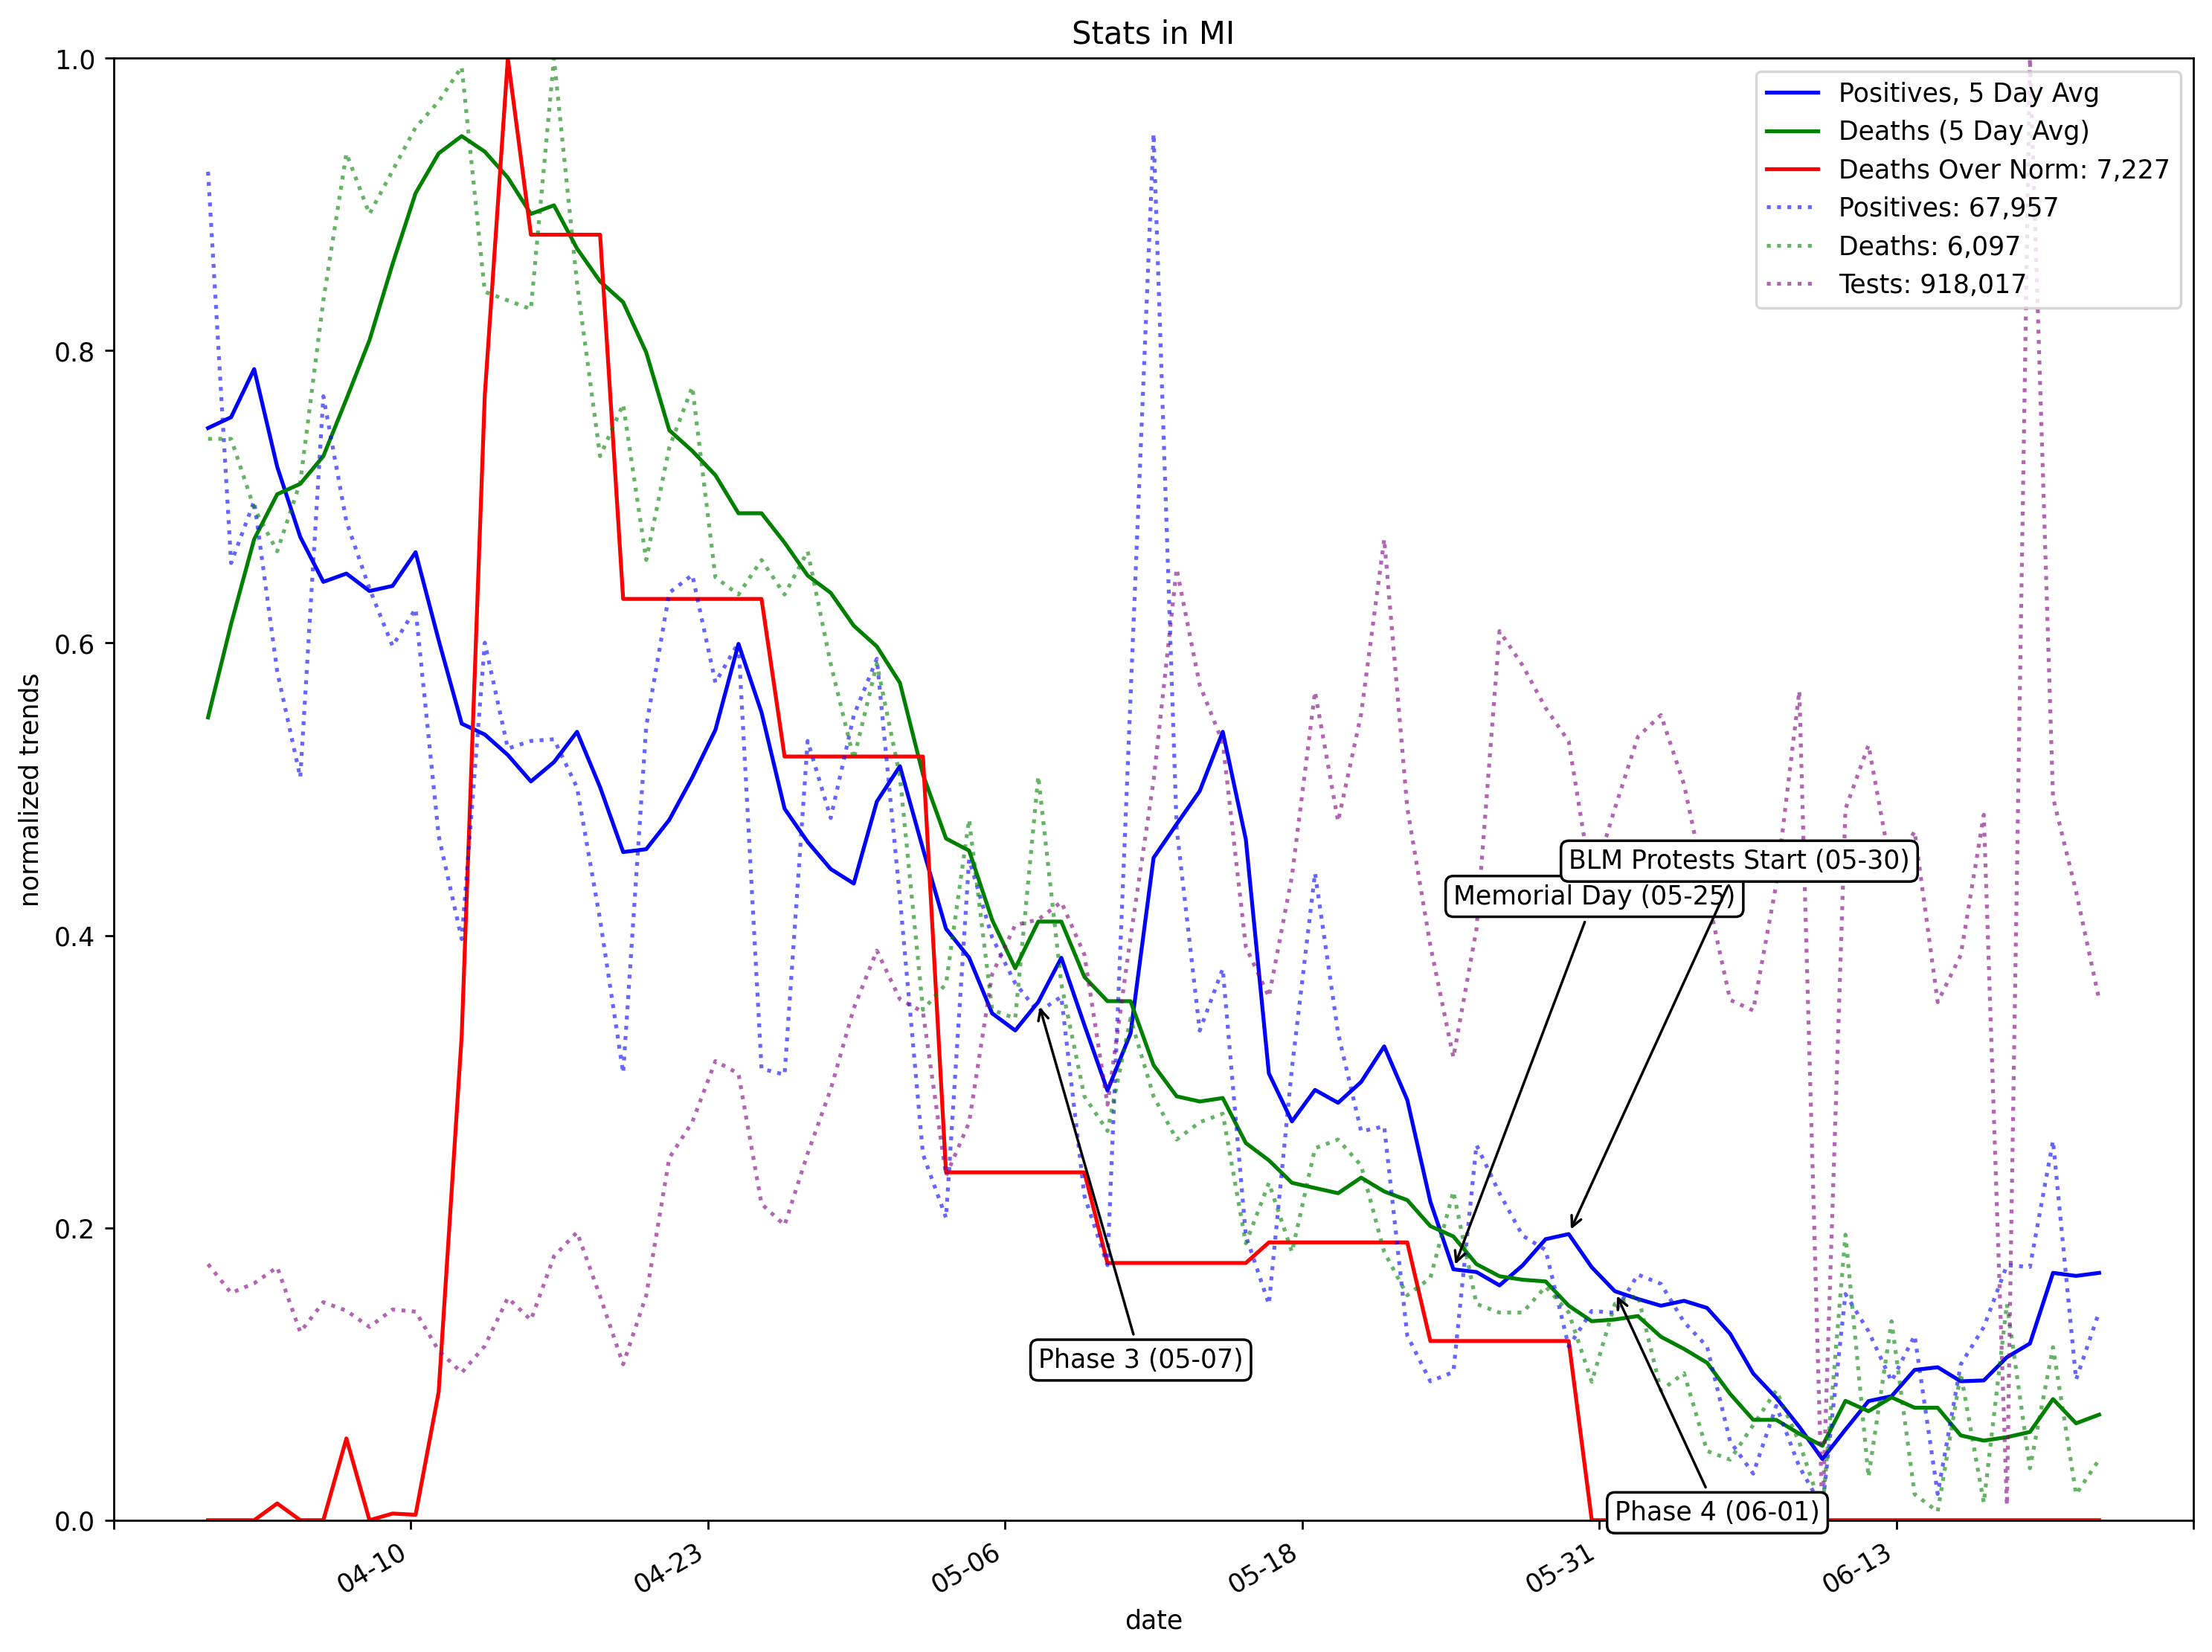 Stats in MI
1.0
0.8
0.6
0.4
0.2
0.0
normalized trends
Positives, 5 Day Avg
Deaths (5 Day Avg)
Deaths Over Norm: 7,227
Positives: 67,957
Deaths: 6,097
Tests: 918,017
BLM Protests Start (05-30)
Memorial Day (05-25)
Phase 3 (05-07)
Phase 4 (06-01)
04-10
04-23
05-06
05-18
05-31
06-13
date